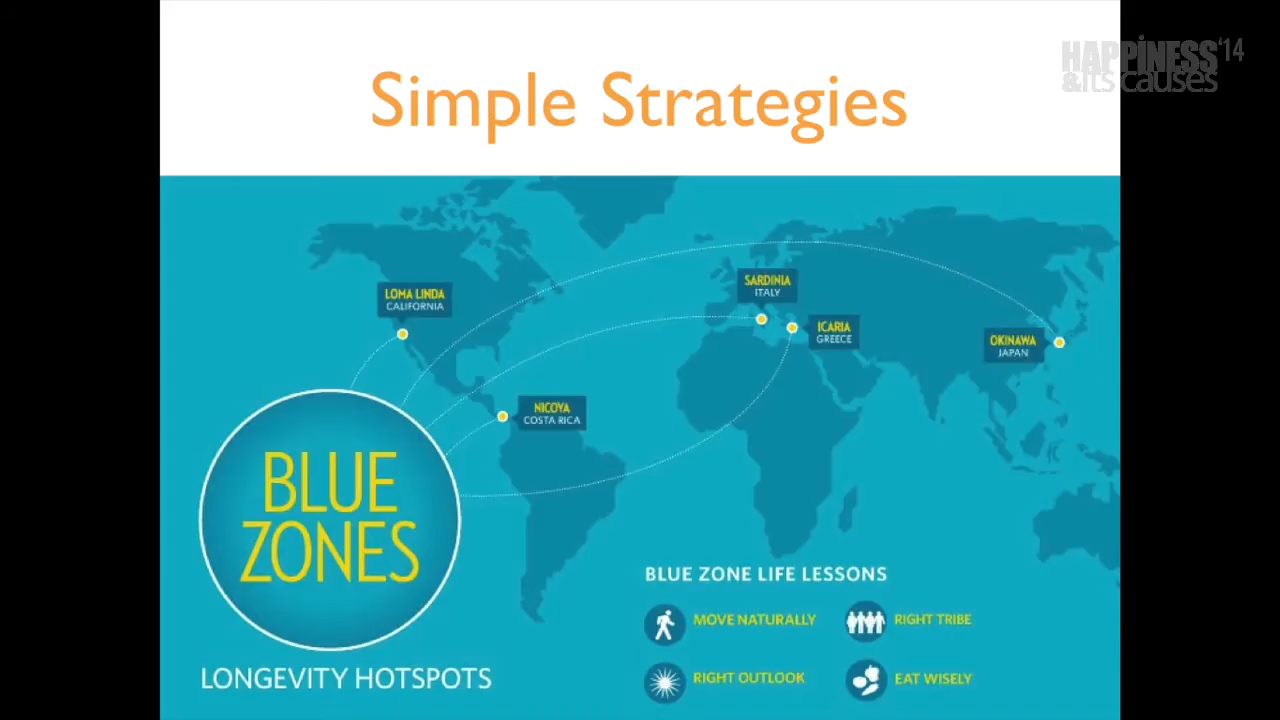 HAPPINESS '14
&its causes
Simple Strategies
LOMA LINDA
CALIFORNIA
SARDINIA
ITALY
ICARIA
GREECE
OKINAWA
JAPAN
NICOYA
COSTA RICA
BLUE
ZONES
LONGEVITY HOTSPOTS
BLUE ZONE LIFE LESSONS
MOVE NATURALLY
RIGHT TRIBE
RIGHT OUTLOOK
EAT WISELY